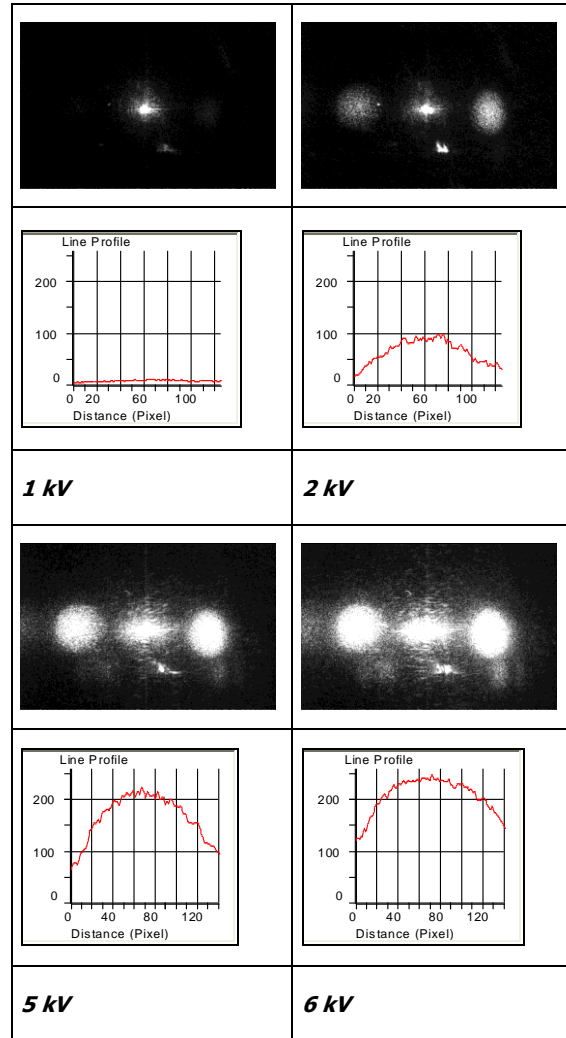 Line Profile
200
100
0
0 20 60 100
Distance (Pixel)
Line Profile
200
100
0
0 20 60 100
Distance (Pixel)
1 kV
2 kV
Line Profile
200
100
0
0 40 80 120
Distance (Pixel)
Line Profile
200
100
0
0 40 80 120
Distance (Pixel)
5 kV
6 kV